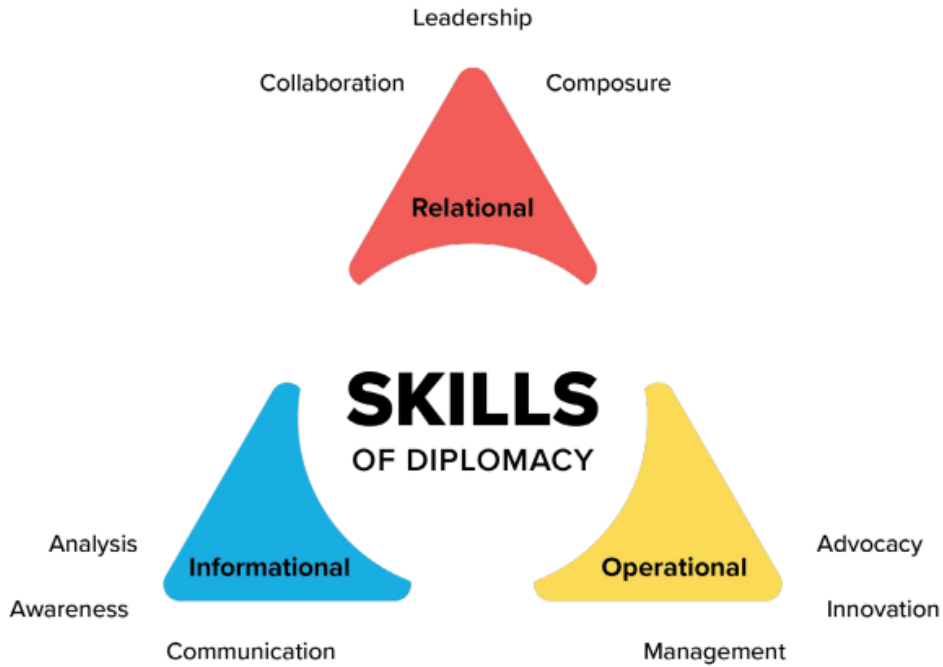 Leadership
Collaboration
Composure
Relational
SKILLS
OF DIPLOMACY
Analysis
Informational
Awareness
Communication
Operational
Advocacy
Innovation
Management